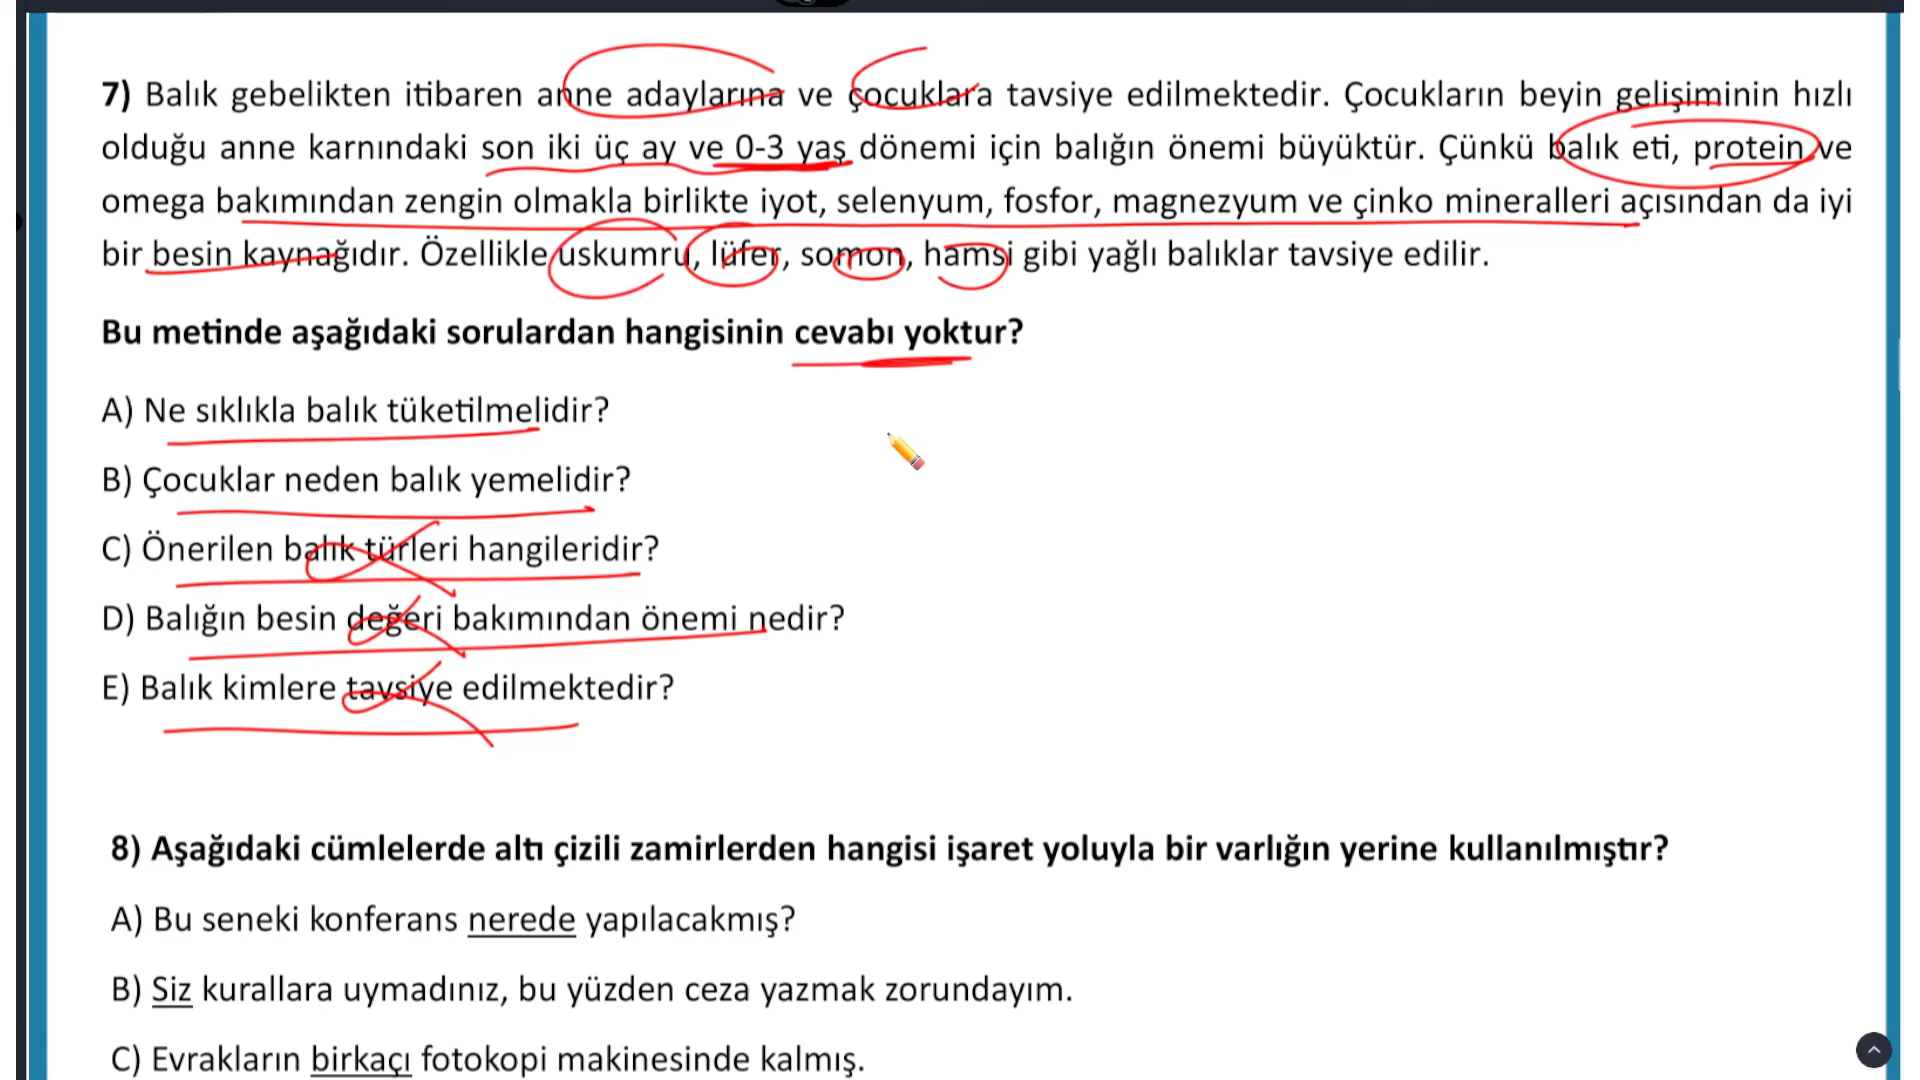 7) Balık gebelikten itibaren anne adaylarına ve çocuklara tavsiye edilmektedir. Çocukların beyin gelişiminin hızlı
olduğu anne karnındaki son iki üç ay ve 0-3 yaş dönemi için balığın önemi büyüktür. Çünkü balık eti, protein ve
omega bakımından zengin olmakla birlikte iyot, selenyum, fosfor, magnezyum ve çinko mineralleri açısından da iyi
bir besin kaynağıdır. Özellikle uskumru, lüfer, somon, hamsi gibi yağlı balıklar tavsiye edilir.
Bu metinde aşağıdaki sorulardan hangisinin cevabı yoktur?
A) Ne sıklıkla balık tüketilmelidir?
B) Çocuklar neden balık yemelidir?
C) Önerilen balık türleri hangileridir?
D) Balığın besin değeri bakımından önemi nedir?
E) Balık kimlere tavsiye edilmektedir?
8) Aşağıdaki cümlelerde altı çizili zamirlerden hangisi işaret yoluyla bir varlığın yerine kullanılmıştır?
A) Bu seneki konferans nerede yapılacakmış?
B) Siz kurallara uymadınız, bu yüzden ceza yazmak zorundayım.
C) Evrakların birkaçı fotokopi makinesinde kalmış.